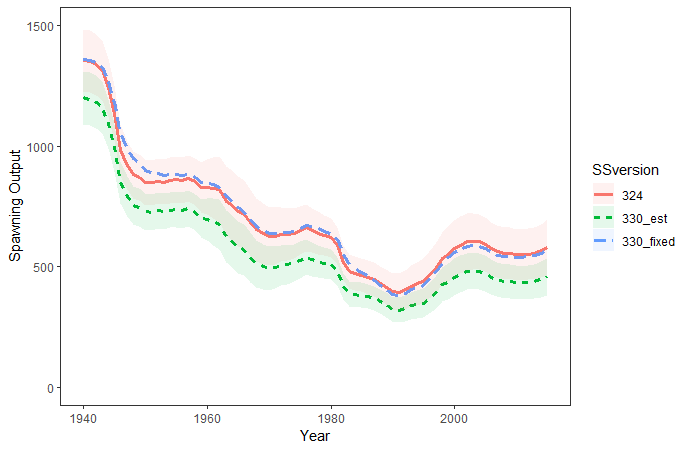 Spawning Output
1500
1000
500
0
1940
1960
1980
2000
Year
SSversion
324
330_est
330_fixed